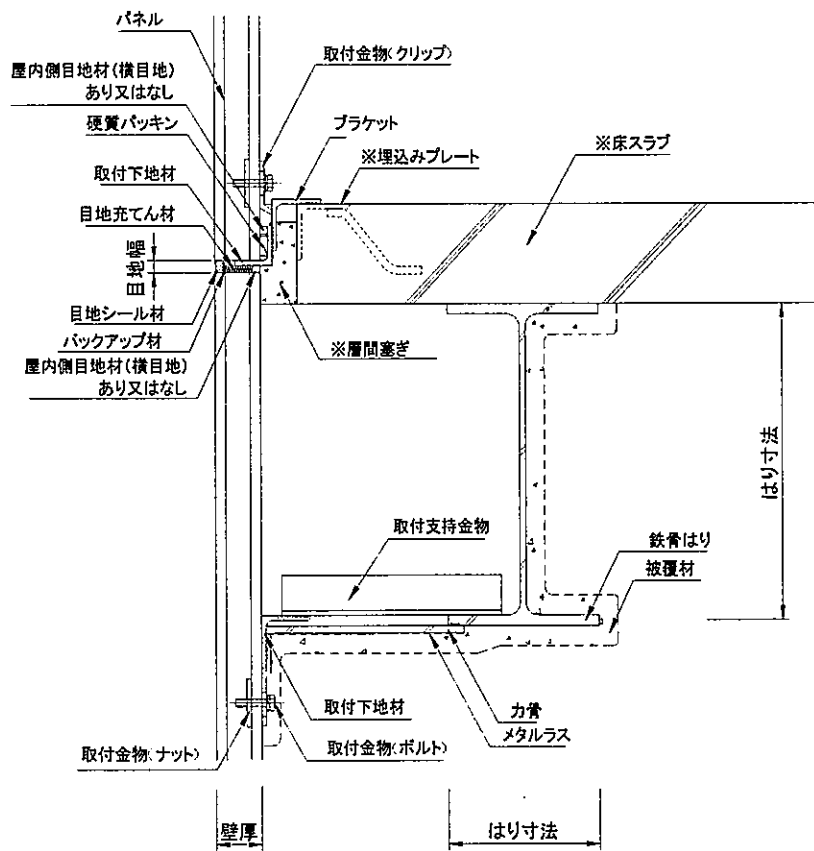 パネル
取付金物(クリップ)
屋内側目地材(横目地)
あり又はなし
硬質パッキン
ブラケット
※埋込みプレート
※床スラブ
取付下地材
目地充てん材
目地幅
目地シール材
バックアップ材
屋内側目地材(横目地)
あり又はなし
※層間塞ぎ
はり寸法
取付支持金物
鉄骨はり
被覆材
取付下地材
力骨
メタルラス
取付金物(ナット)
取付金物(ボルト)
壁厚
はり寸法